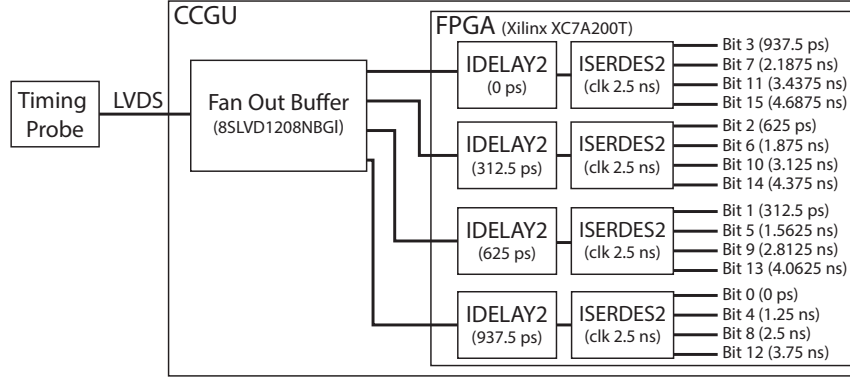 CCGU
FPGA (Xilinx XC7A200T)
Timing
Probe
LVDS
Fan Out Buffer
(8SLVD1208NBGl)
IDELAY2
(0 ps)
ISERDES2
(clk 2.5 ns)
Bit 3 (937.5 ps)
Bit 7 (2.1875 ns)
Bit 11 (3.4375 ns)
Bit 15 (4.6875 ns)
IDELAY2
(312.5 ps)
ISERDES2
(clk 2.5 ns)
Bit 2 (625 ps)
Bit 6 (1.875 ns)
Bit 10 (3.125 ns)
Bit 14 (4.375 ns)
IDELAY2
(625 ps)
ISERDES2
(clk 2.5 ns)
Bit 1 (312.5 ps)
Bit 5 (1.5625 ns)
Bit 9 (2.8125 ns)
Bit 13 (4.0625 ns)
IDELAY2
(937.5 ps)
ISERDES2
(clk 2.5 ns)
Bit 0 (0 ps)
Bit 4 (1.25 ns)
Bit 8 (2.5 ns)
Bit 12 (3.75 ns)